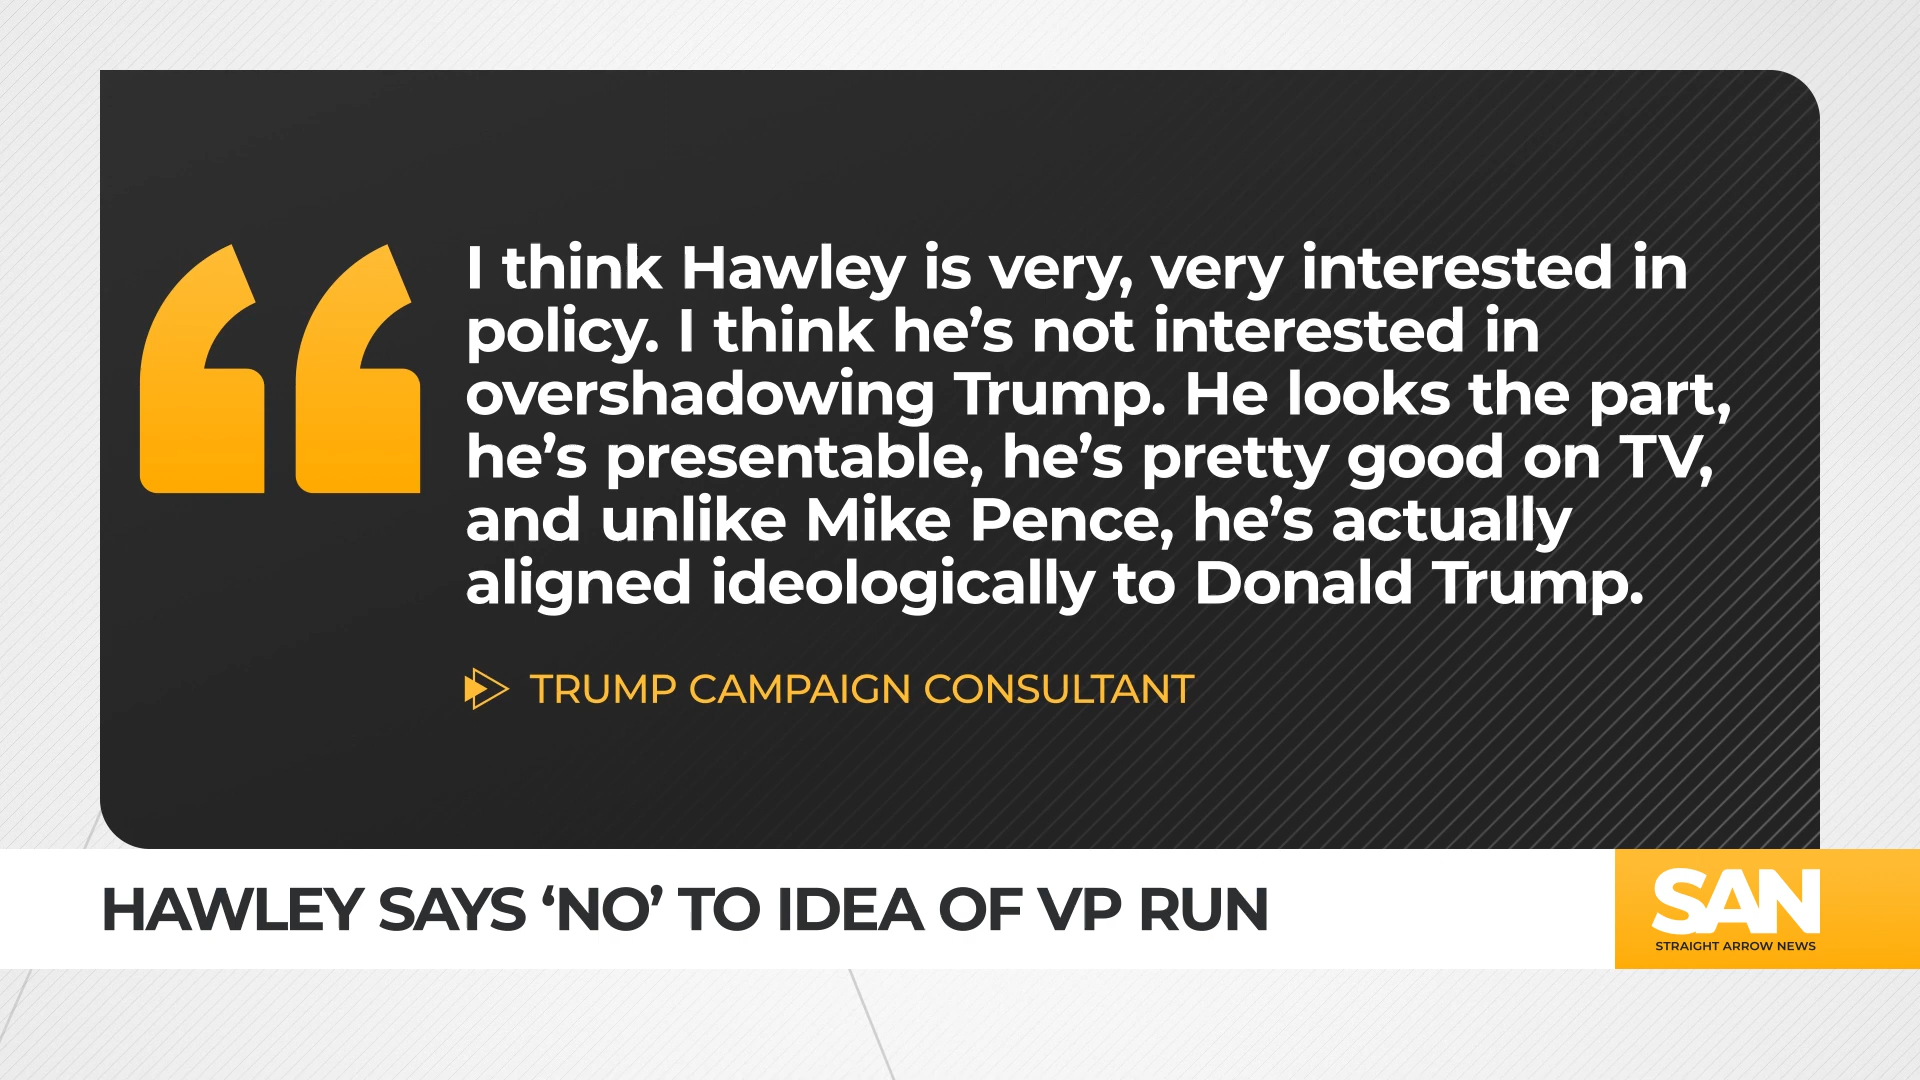 I think Hawley is very, very interested in
policy. I think he’s not interested in
overshadowing Trump. He looks the part,
he’s presentable, he’s pretty good on TV,
and unlike Mike Pence, he’s actually
aligned ideologically to Donald Trump.
TRUMP CAMPAIGN CONSULTANT
HAWLEY SAYS ‘NO’ TO IDEA OF VP RUN
SAN
STRAIGHT ARROW NEWS